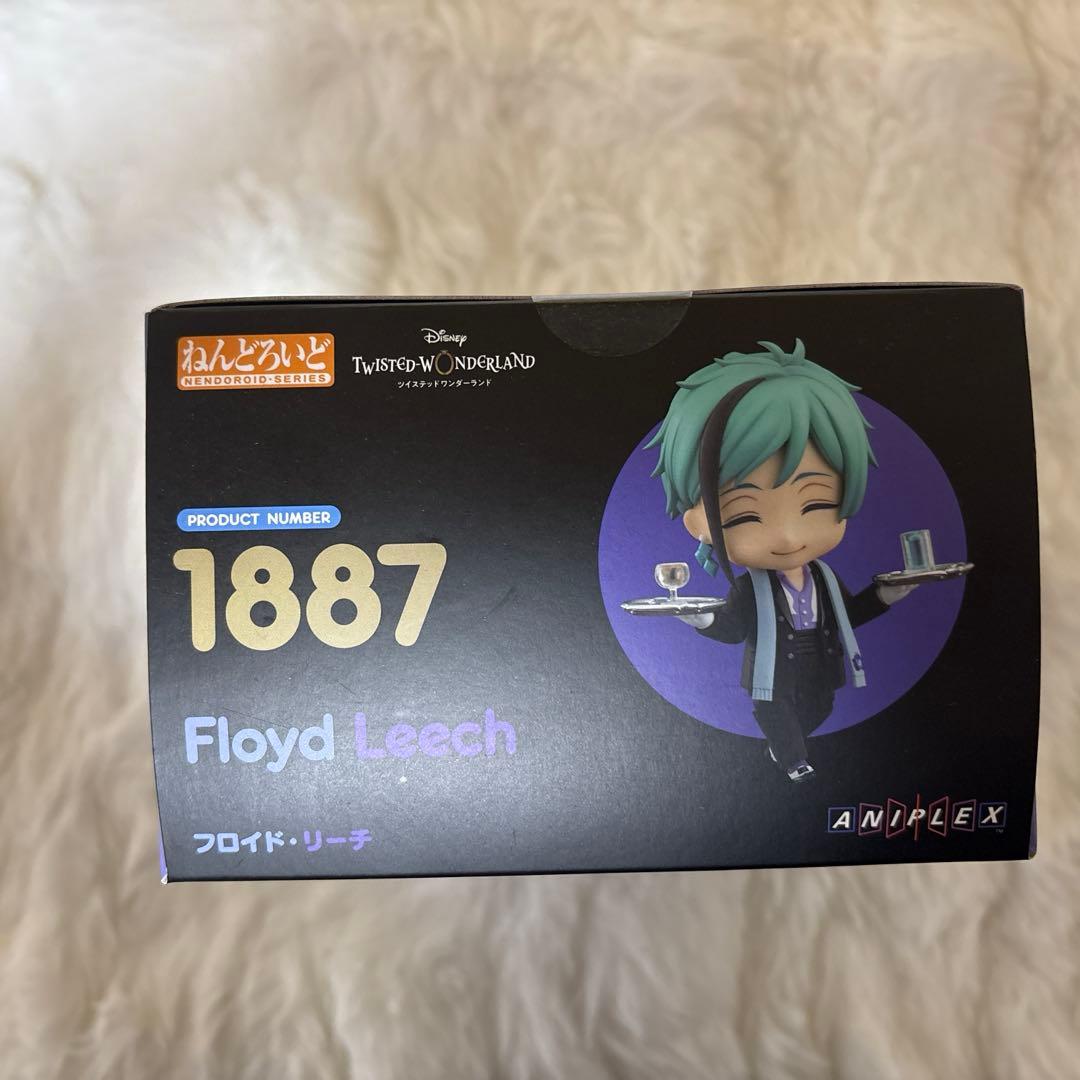 ねんどろいど
NENDOROID-SERIES
Disney
TWISTED-WONDERLAND
ツイステッドワンダーランド
PRODUCT NUMBER
1887
Floyd Leech
フロイド・リーチ
ANIPLEX
TM